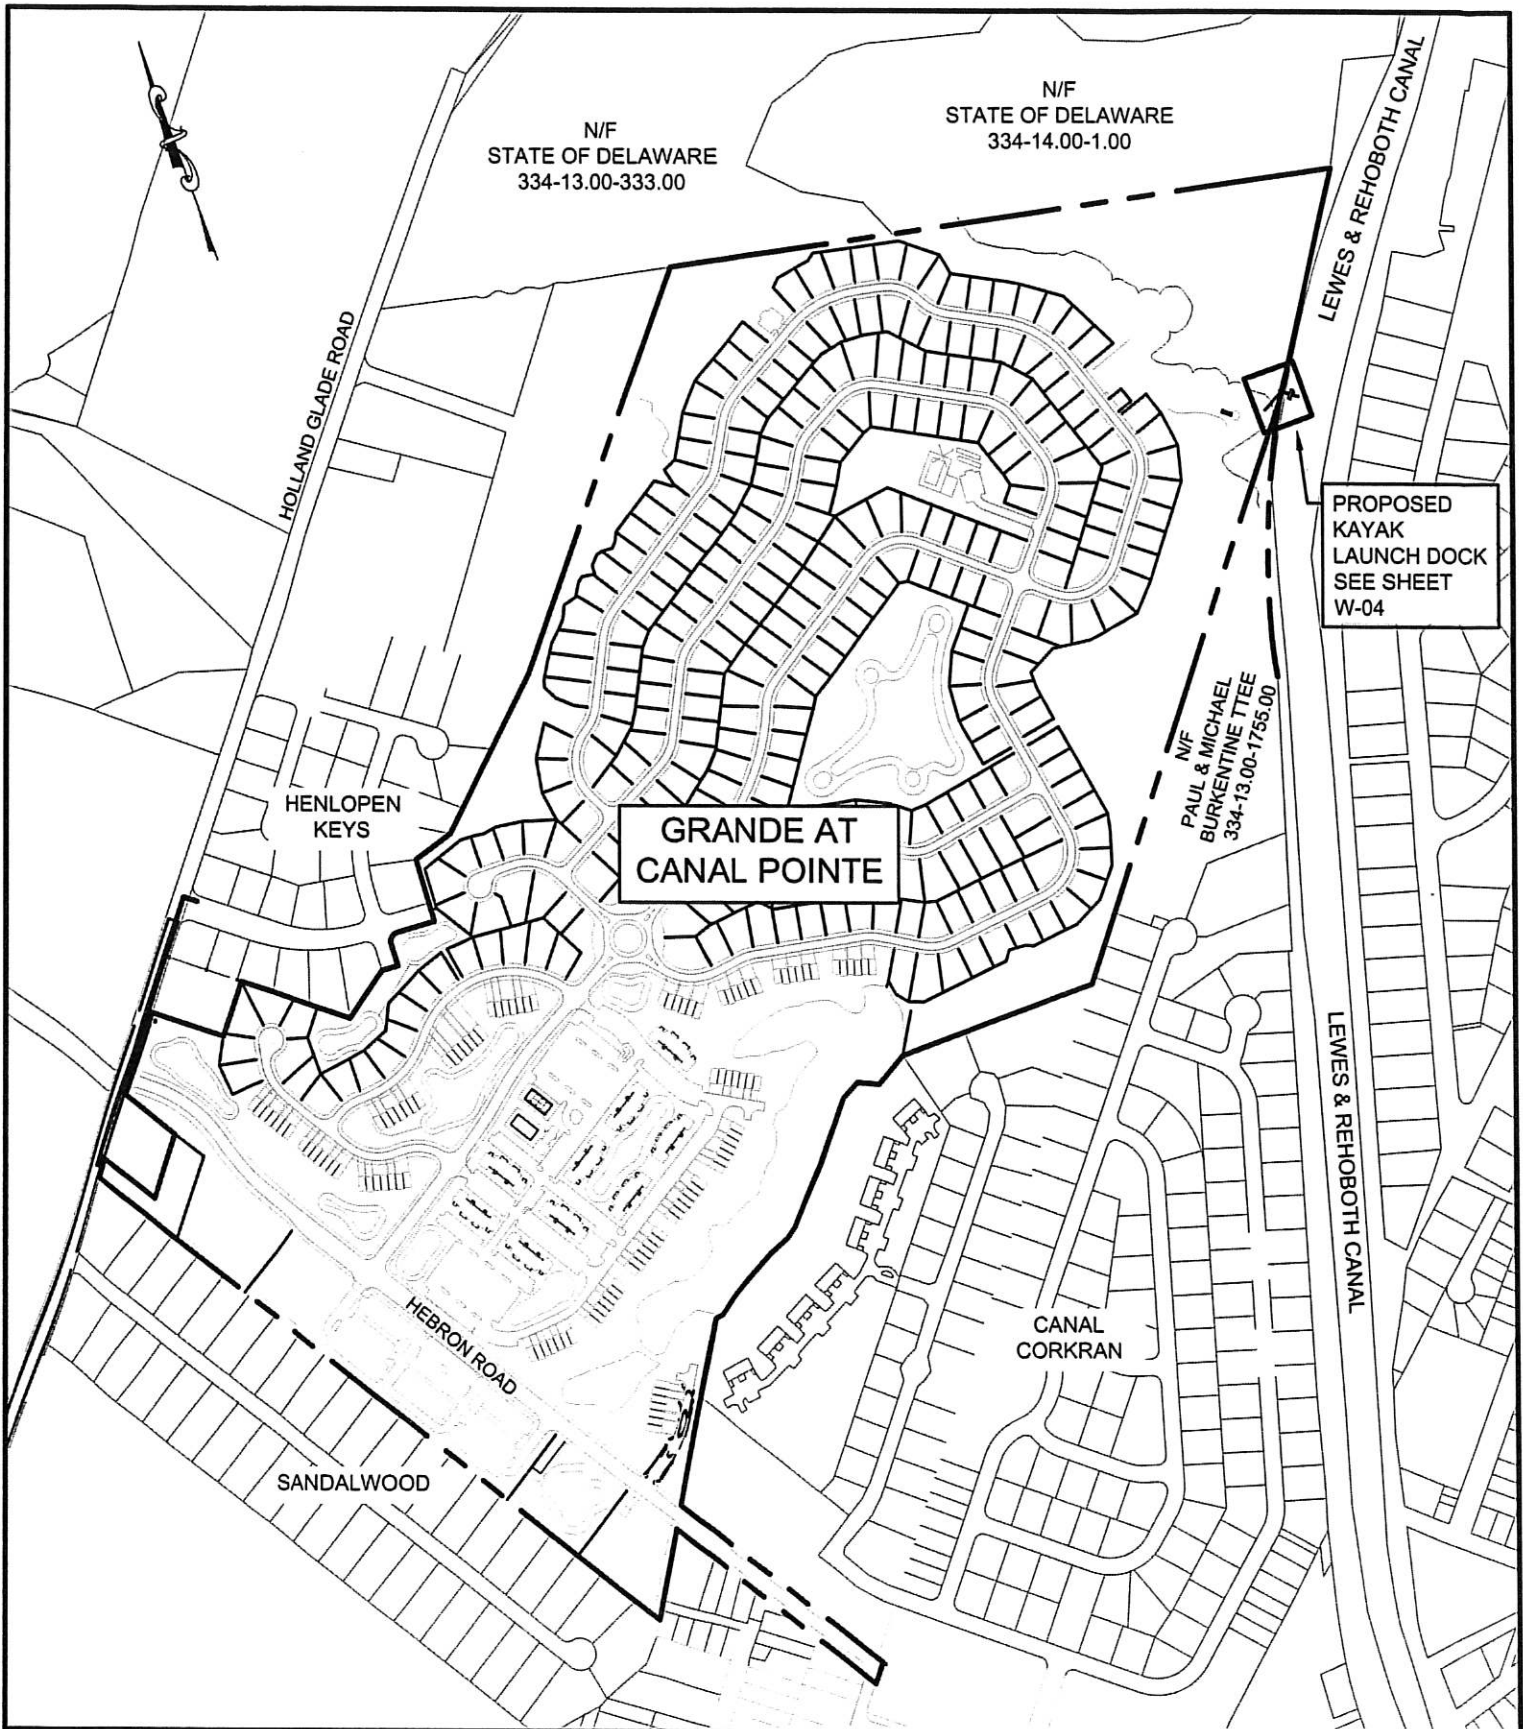 N/F
STATE OF DELAWARE
334-13.00-333.00
N/F
STATE OF DELAWARE
334-14.00-1.00
LEWES & REHOBOTH CANAL
HOLLAND GLADE ROAD
PROPOSED
KAYAK
LAUNCH DOCK
SEE SHEET
W-04
N/F
PAUL & MICHAEL
BURKENTINE TTEE
334-13.00-1755.00
HENLOPEN
KEYS
GRANDE AT
CANAL POINTE
LEWES & REHOBOTH CANAL
HEBRON ROAD
CANAL
CORKRAN
SANDALWOOD